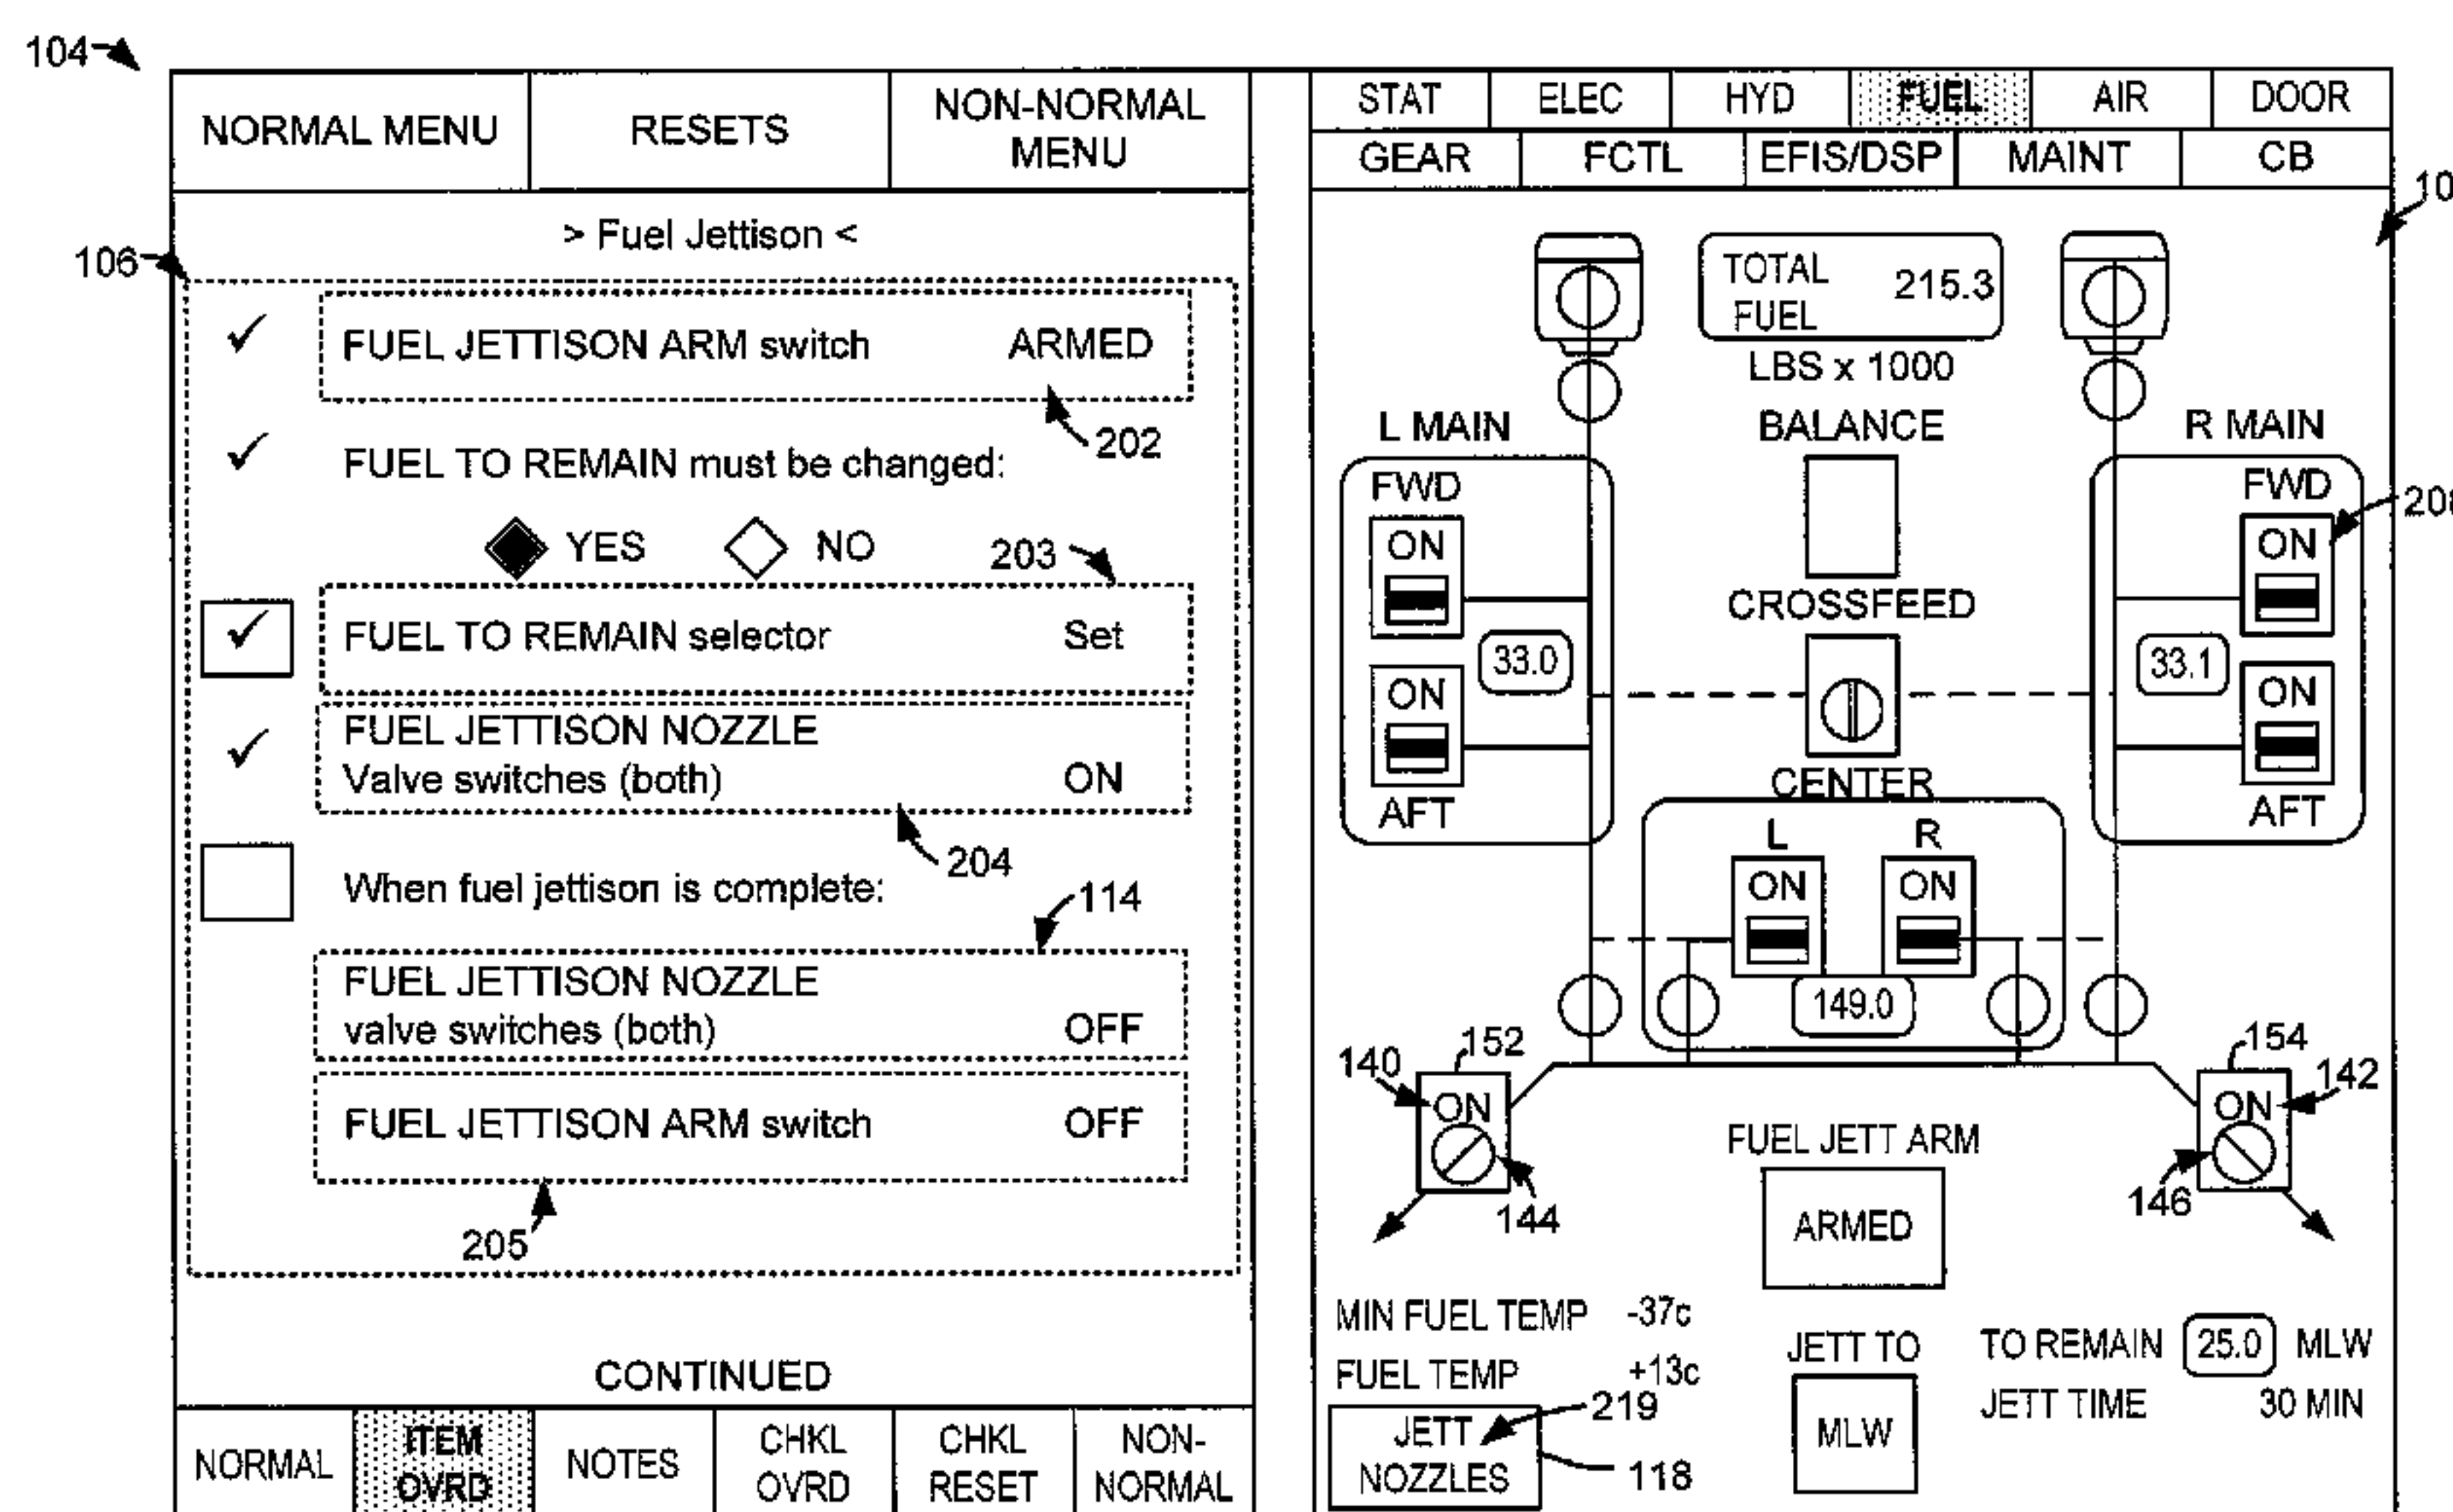 104
NORMAL MENU
RESETS
NON-NORMAL
MENU
> Fuel Jettison <
106
✓ FUEL JETTISON ARM switch ARMED
202
✓ FUEL TO REMAIN must be changed:
YES NO
203
✓ FUEL TO REMAIN selector Set
✓ FUEL JETTISON NOZZLE
Valve switches (both) ON
204
When fuel jettison is complete:
114
FUEL JETTISON NOZZLE
valve switches (both) OFF
FUEL JETTISON ARM switch OFF
205
CONTINUED
NORMAL
ITEM
OVRD
NOTES
CHKL
OVRD
CHKL
RESET
NON-
NORMAL
STAT ELEC HYD FUEL AIR DOOR
GEAR FCTL EFIS/DSP MAINT CB
TOTAL
FUEL
215.3
LBS x 1000
L MAIN
BALANCE
R MAIN
FWD
FWD
ON
ON
CROSSFEED
33.0
33.1
ON
ON
AFT
CENTER
AFT
L R
ON ON
149.0
140
152
ON
144
154
142
ON
146
FUEL JETT ARM
ARMED
MIN FUEL TEMP -37c
FUEL TEMP +13c
JETT TO
MLW
TO REMAIN 25.0 MLW
JETT TIME 30 MIN
219
JETT
NOZZLES
118